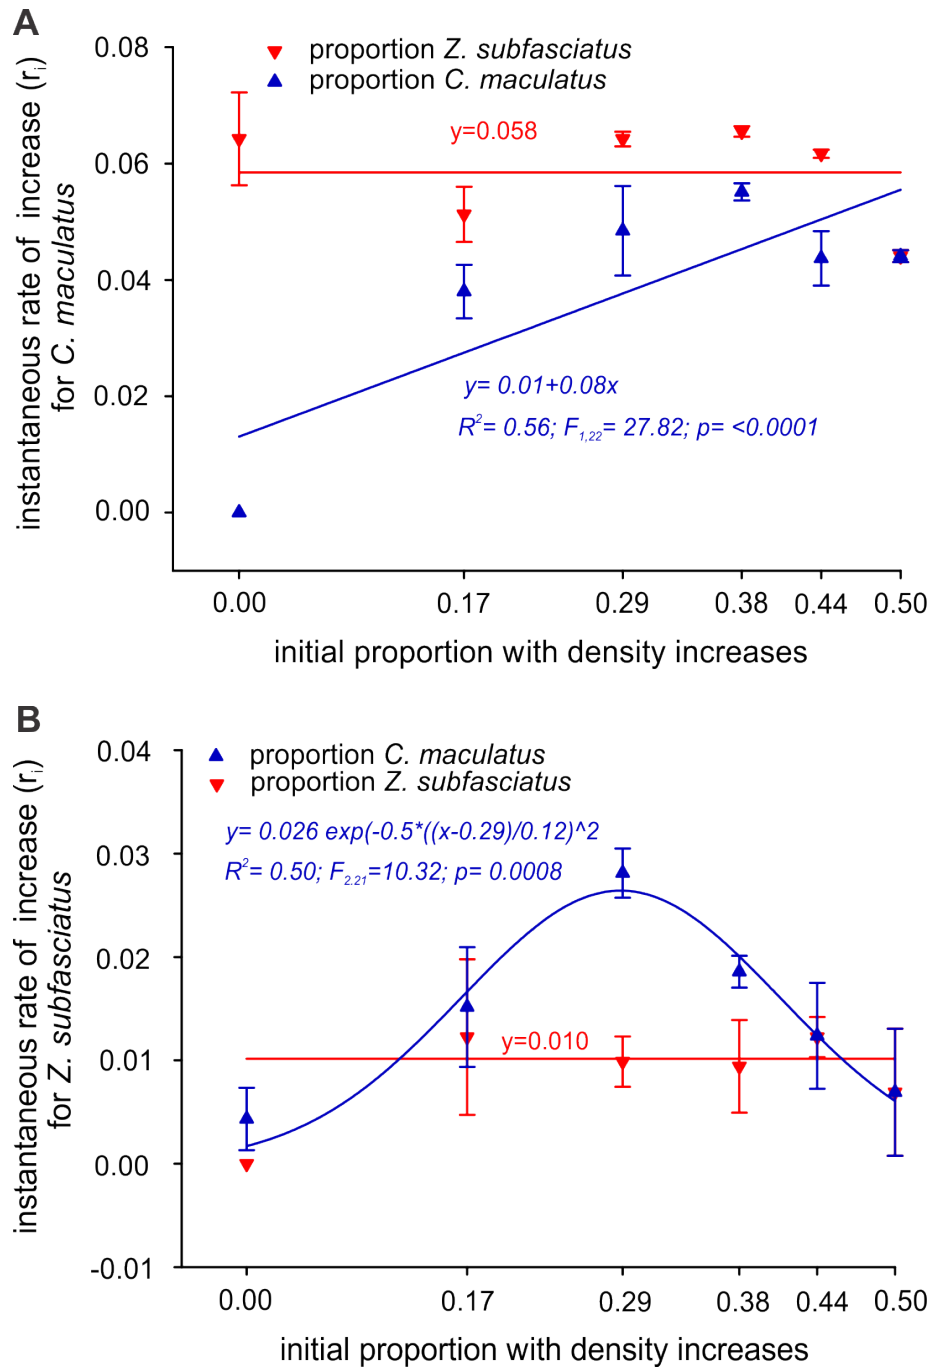 A
instantaneous rate of increase (ri)
for C. maculatus
0.08
0.06
0.04
0.02
0.00
proportion Z. subfasciatus
proportion C. maculatus
y=0.058
y= 0.01+0.08x
R2= 0.56; F1,22= 27.82; p= <0.0001
0.00 0.17 0.29 0.38 0.44 0.50
initial proportion with density increases
B
instantaneous rate of increase (ri)
for Z. subfasciatus
0.04
0.03
0.02
0.01
0.00
-0.01
proportion C. maculatus
proportion Z. subfasciatus
y= 0.026 exp(-0.5*((x-0.29)/0.12)^2
R2= 0.50; F2.21=10.32; p= 0.0008
y=0.010
0.00 0.17 0.29 0.38 0.44 0.50
initial proportion with density increases